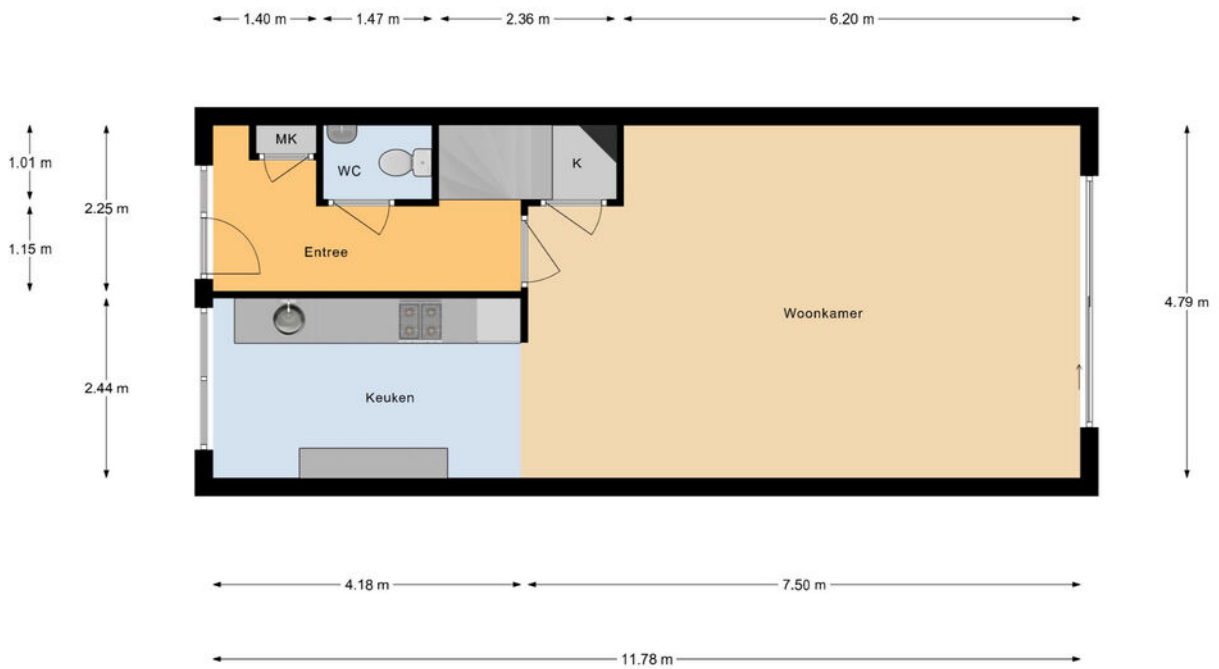 1.40 m
1.47 m
2.36 m
6.20 m
1.01 m
2.25 m
1.15 m
2.44 m
4.79 m
MK
WC
K
Entree
Woonkamer
Keuken
4.18 m
7.50 m
11.78 m